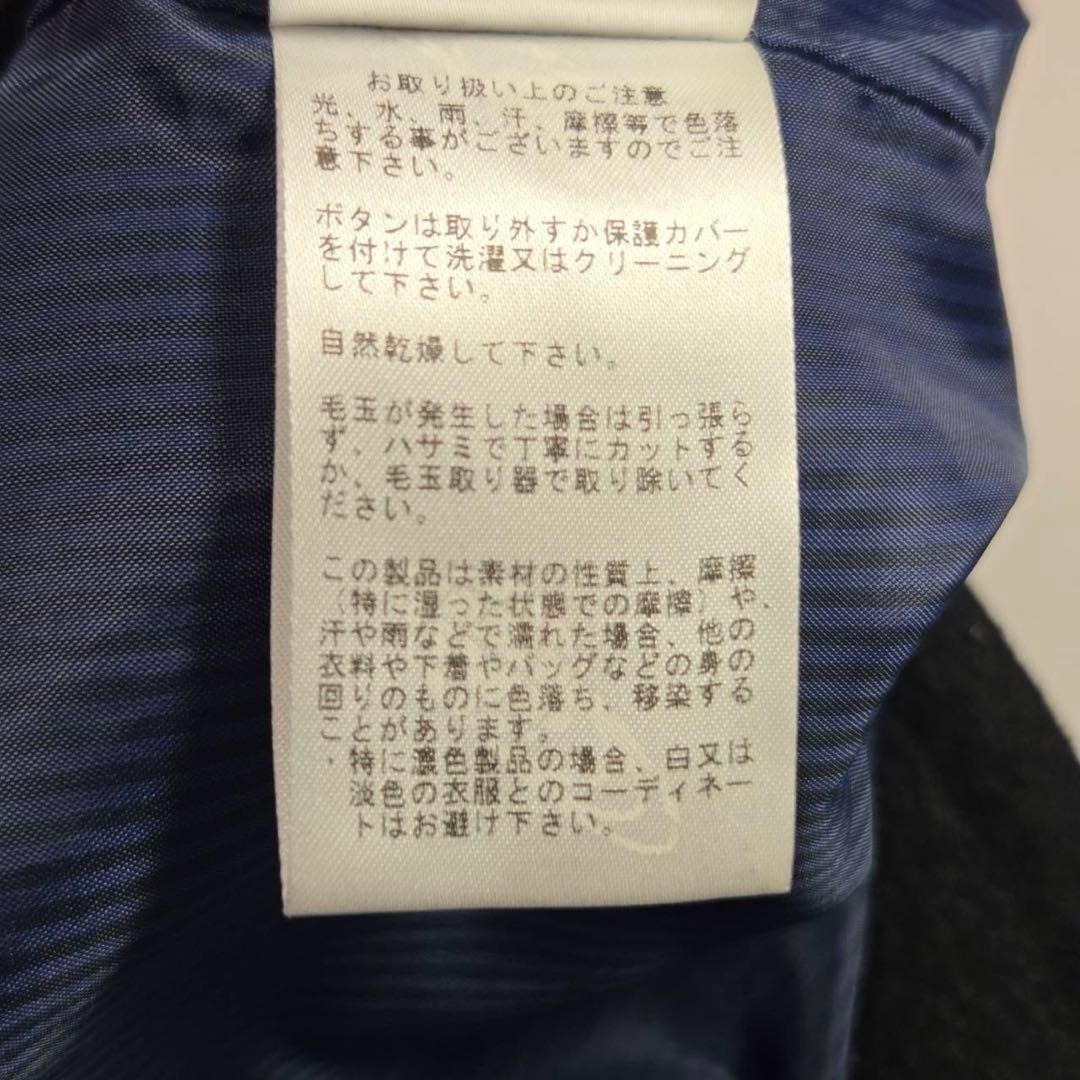 お取り扱い上のご注意
光、水、雨、汗、摩擦等で色落
ちする事がございますのでご注
意下さい。
ボタンは取り外すか保護カバー
を付けて洗濯又はクリーニング
して下さい。
自然乾燥して下さい。
毛玉が発生した場合は引っ張ら
ず、ハサミで丁寧にカットする
か、毛玉取り器で取り除いてく
ださい。
この製品は素材の性質上、摩擦
（特に湿った状態での摩擦）や、
汗や雨などで濡れた場合、他の
衣料や下着やバッグなどの身の
回りのものに色落ち、移染する
ことがあります。
・特に濃色製品の場合、白又は
淡色の衣服とのコーディネー
トはお避け下さい。